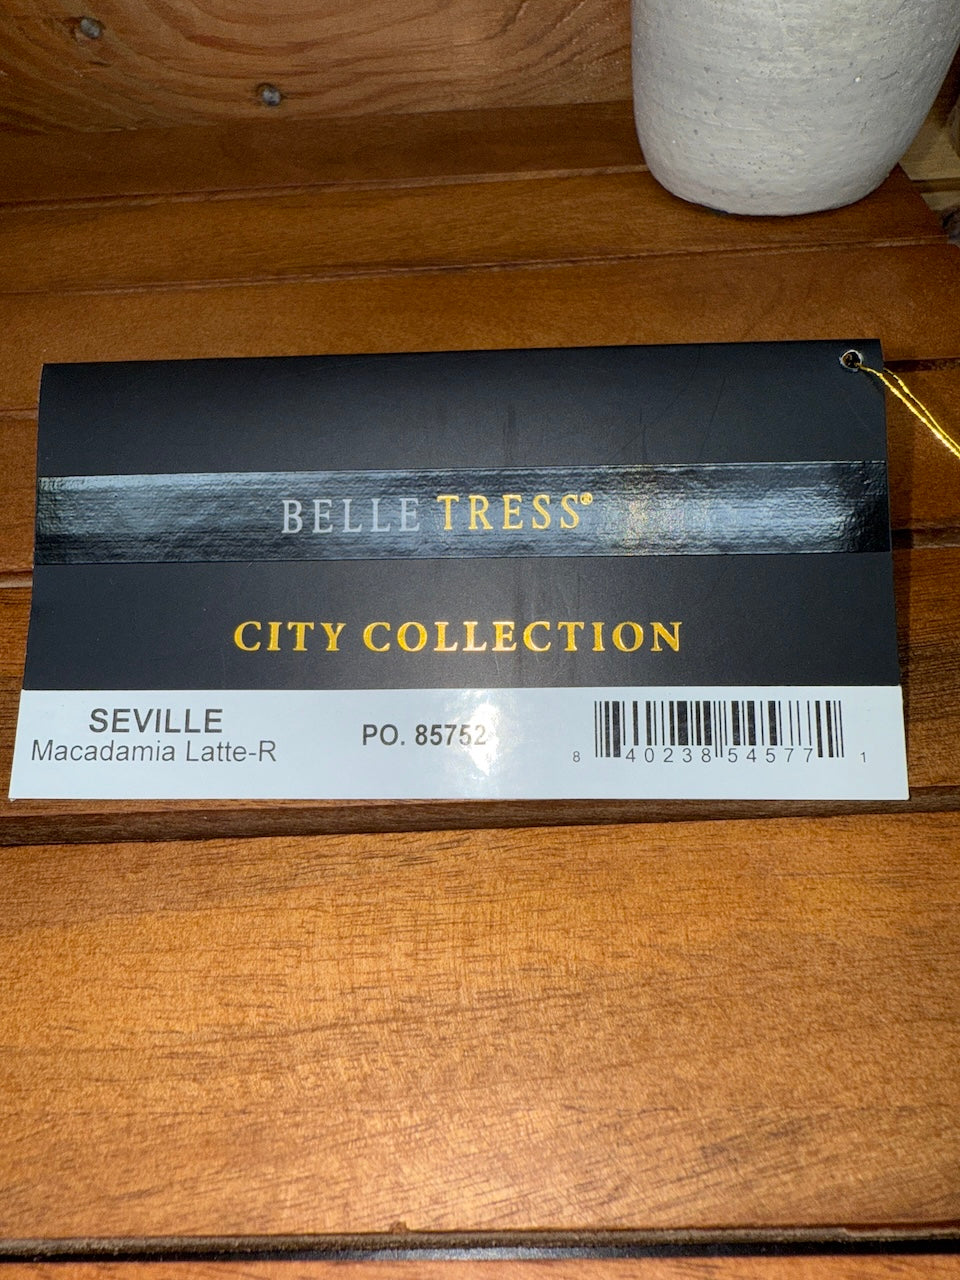 BELLE TRESS®
CITY COLLECTION
SEVILLE
Macadamia Latte-R
PO. 85752
8 40238 54577 1